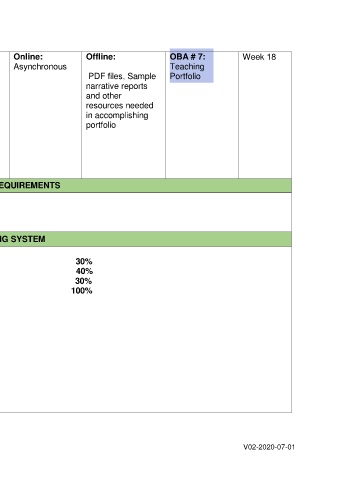 Online:
Asynchronous
Offline:
PDF files, Sample
narrative reports
and other
resources needed
in accomplishing
portfolio
OBA # 7:
Teaching
Portfolio
Week 18
EQUIREMENTS
NG SYSTEM
30%
40%
30%
100%
V02-2020-07-01